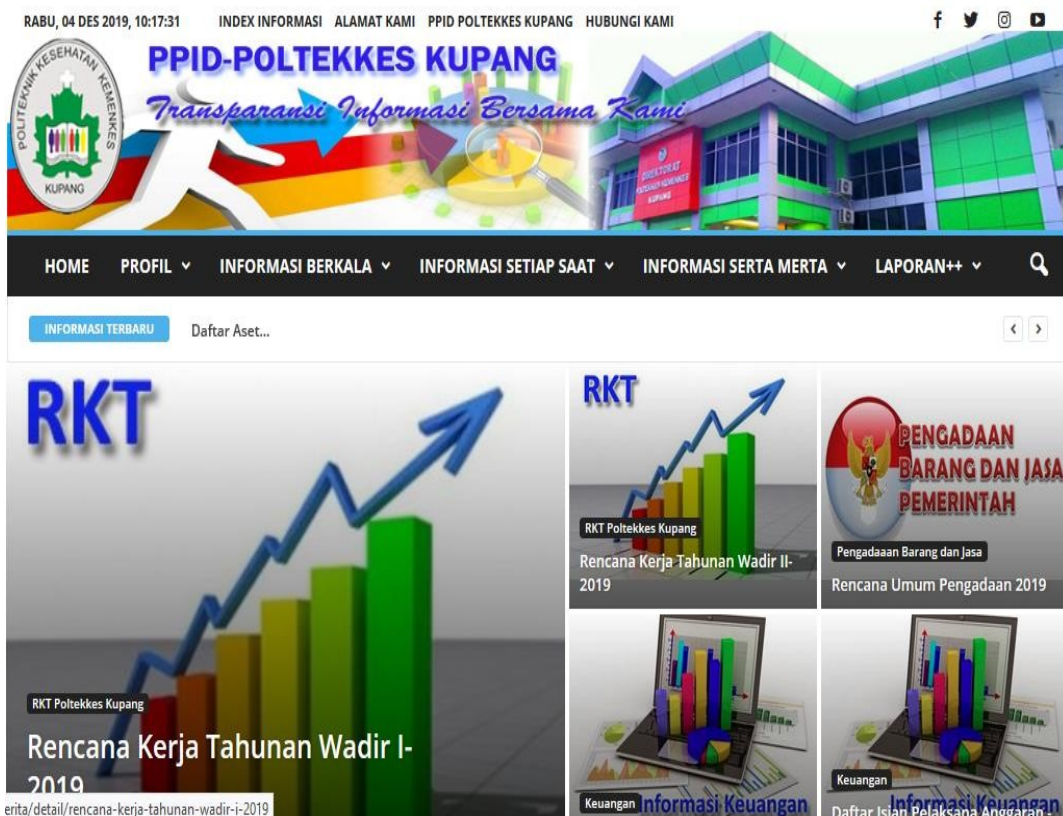 RABU, 04 DES 2019, 10:17:31 INDEX INFORMASI ALAMAT KAMI PPID POLTEKKES KUPANG HUBUNGI KAMI
POLITEKNIK KESEHATAN KEMENKES
KUPANG
PPID-POLTEKKES KUPANG
Transparansi Informasi Bersama Kami
DIREKTORAT
POLTEKKES KEMENKES
KUPANG
HOME PROFIL INFORMASI BERKALA INFORMASI SETIAP SAAT INFORMASI SERTA MERTA LAPORAN++
INFORMASI TERBARU Daftar Aset...
RKT
RKT Poltekkes Kupang
Rencana Kerja Tahunan Wadir I-
2019
erita/detail/rencana-kerja-tahunan-wadir-i-2019
RKT
RKT Poltekkes Kupang
Rencana Kerja Tahunan Wadir II-
2019
PENGADAAN
BARANG DAN JASA
PEMERINTAH
Pengadaaan Barang dan Jasa
Rencana Umum Pengadaan 2019
Keuangan
Informasi Keuangan
Keuangan
Informasi Keuangan
Daftar Isian Pelaksana Anggaran -